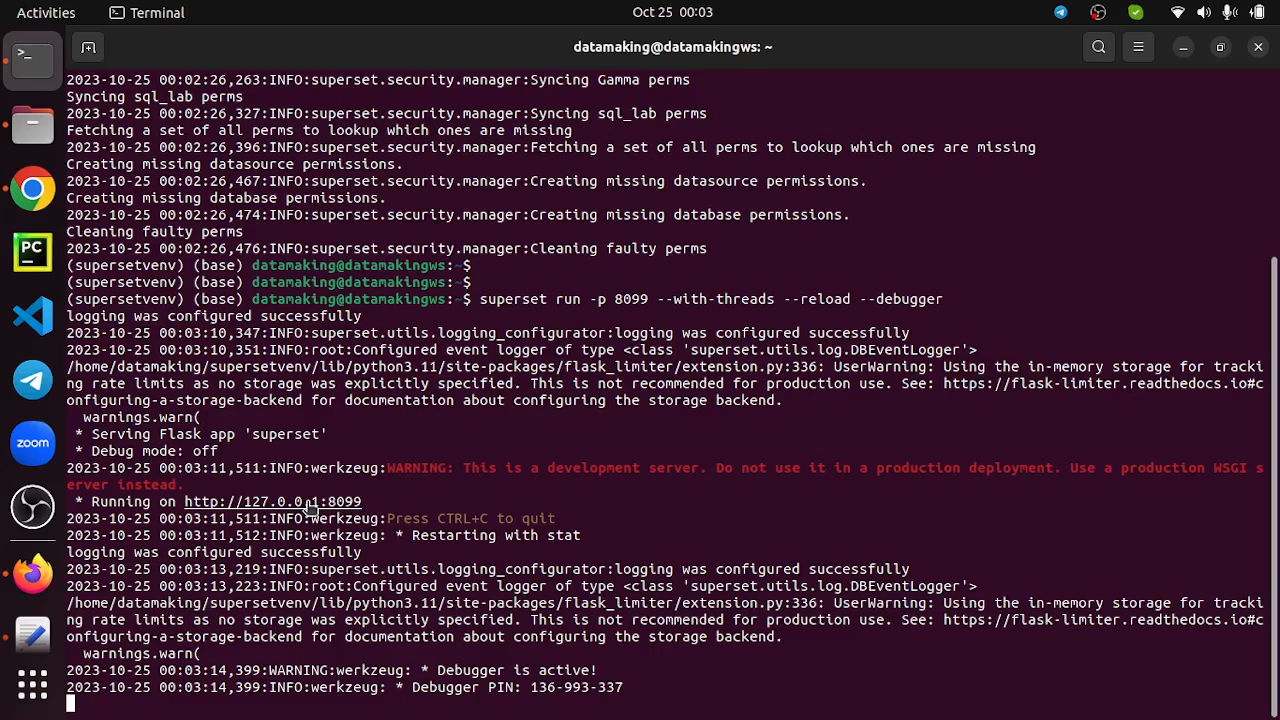 Activities
Terminal
Oct 25 00:03
datamaking@datamakingws: ~
2023-10-25 00:02:26,263:INFO:superset.security.manager:Syncing Gamma perms
Syncing sql_lab perms
2023-10-25 00:02:26,327:INFO:superset.security.manager:Syncing sql_lab perms
Fetching a set of all perms to lookup which ones are missing
2023-10-25 00:02:26,396:INFO:superset.security.manager:Fetching a set of all perms to lookup which ones are missing
Creating missing datasource permissions.
2023-10-25 00:02:26,467:INFO:superset.security.manager:Creating missing datasource permissions.
Creating missing database permissions.
2023-10-25 00:02:26,474:INFO:superset.security.manager:Creating missing database permissions.
Cleaning faulty perms
2023-10-25 00:02:26,476:INFO:superset.security.manager:Cleaning faulty perms
(supersetvenv) (base) datamaking@datamakingws:~$
(supersetvenv) (base) datamaking@datamakingws:~$
(supersetvenv) (base) datamaking@datamakingws:~$ superset run -p 8099 --with-threads --reload --debugger
logging was configured successfully
2023-10-25 00:03:10,347:INFO:superset.utils.logging_configurator:logging was configured successfully
2023-10-25 00:03:10,351:INFO:root:Configured event logger of type <class 'superset.utils.log.DBEventLogger'>
/home/datamaking/supersetvenv/lib/python3.11/site-packages/flask_limiter/extension.py:336: UserWarning: Using the in-memory storage for tracki
ng rate limits as no storage was explicitly specified. This is not recommended for production use. See: https://flask-limiter.readthedocs.io#c
onfiguring-a-storage-backend for documentation about configuring the storage backend.
warnings.warn(
* Serving Flask app 'superset'
* Debug mode: off
2023-10-25 00:03:11,511:INFO:werkzeug:WARNING: This is a development server. Do not use it in a production deployment. Use a production WSGI s
erver instead.
* Running on http://127.0.0.1:8099
2023-10-25 00:03:11,511:INFO:werkzeug:Press CTRL+C to quit
2023-10-25 00:03:11,512:INFO:werkzeug: * Restarting with stat
logging was configured successfully
2023-10-25 00:03:13,219:INFO:superset.utils.logging_configurator:logging was configured successfully
2023-10-25 00:03:13,223:INFO:root:Configured event logger of type <class 'superset.utils.log.DBEventLogger'>
/home/datamaking/supersetvenv/lib/python3.11/site-packages/flask_limiter/extension.py:336: UserWarning: Using the in-memory storage for tracki
ng rate limits as no storage was explicitly specified. This is not recommended for production use. See: https://flask-limiter.readthedocs.io#c
onfiguring-a-storage-backend for documentation about configuring the storage backend.
warnings.warn(
2023-10-25 00:03:14,399:WARNING:werkzeug: * Debugger is active!
2023-10-25 00:03:14,399:INFO:werkzeug: * Debugger PIN: 136-993-337
PC
zoom